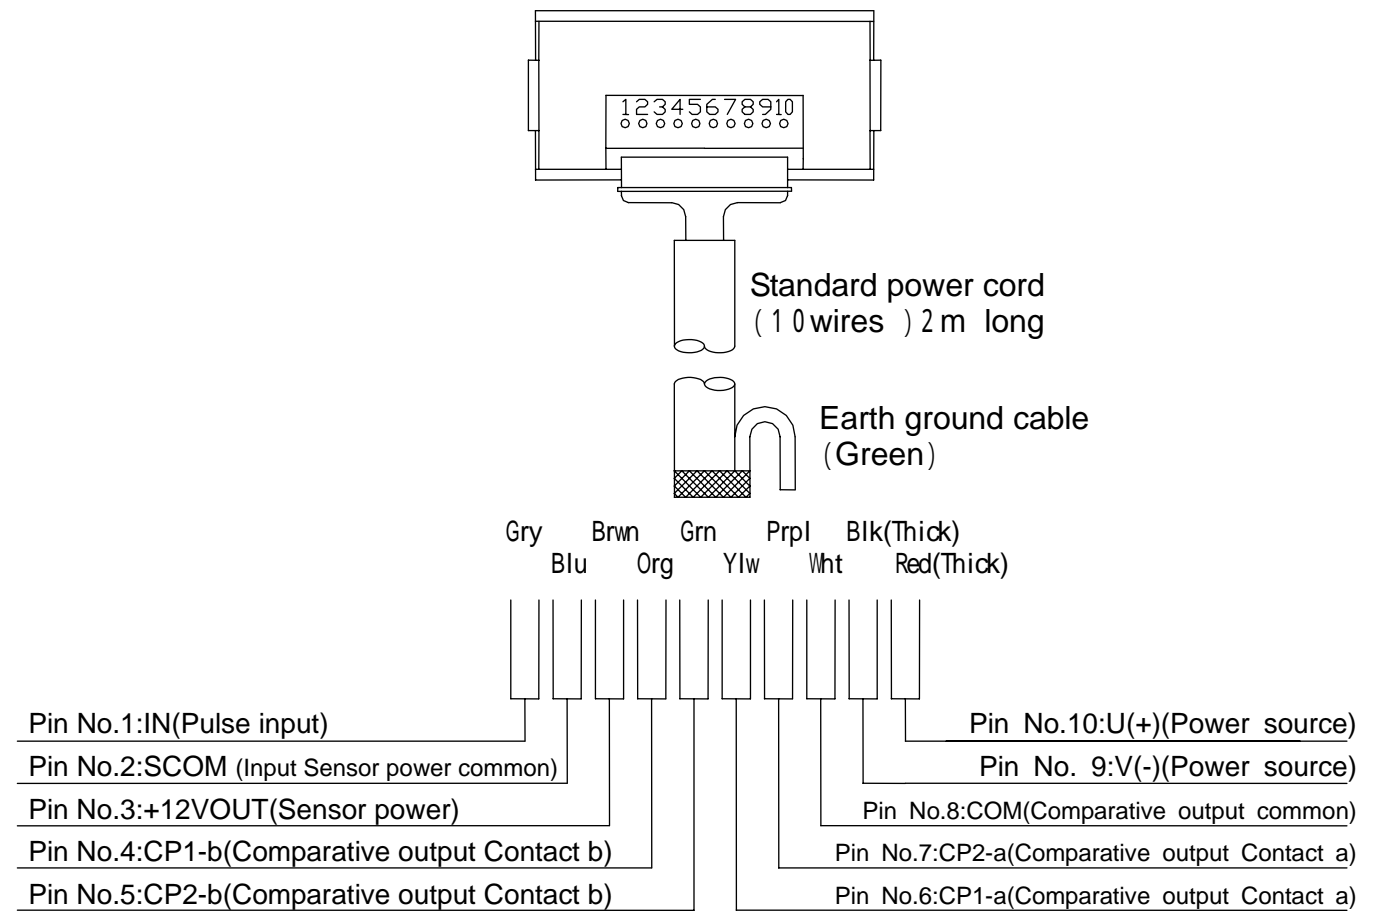 12345678910
Standard power cord
(10wires )2m long
Earth ground cable
(Green)
Gry Brwn Grn Prpl Blk(Thick)
Blu Org Ylw Wht Red(Thick)
Pin No.1:IN(Pulse input)
Pin No.2:SCOM (Input Sensor power common)
Pin No.3:+12VOUT(Sensor power)
Pin No.4:CP1-b(Comparative output Contact b)
Pin No.5:CP2-b(Comparative output Contact b)
Pin No.10:U(+)(Power source)
Pin No. 9:V(-)(Power source)
Pin No.8:COM(Comparative output common)
Pin No.7:CP2-a(Comparative output Contact a)
Pin No.6:CP1-a(Comparative output Contact a)